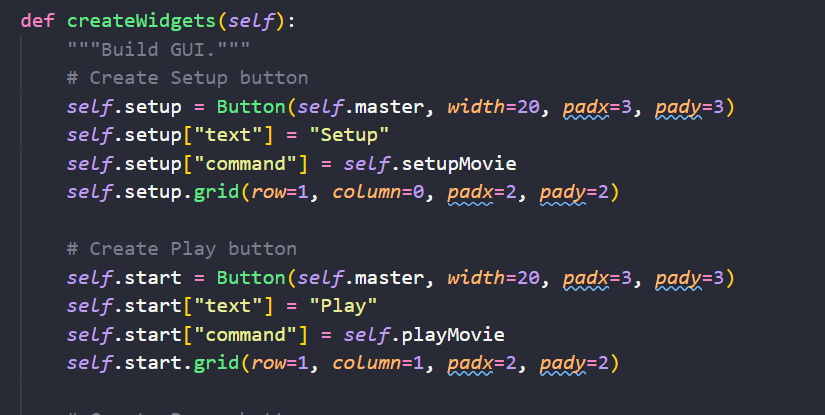 def createWidgets(self):
    """Build GUI."""
    # Create Setup button
    self.setup = Button(self.master, width=20, padx=3, pady=3)
    self.setup["text"] = "Setup"
    self.setup["command"] = self.setupMovie
    self.setup.grid(row=1, column=0, padx=2, pady=2)

    # Create Play button
    self.start = Button(self.master, width=20, padx=3, pady=3)
    self.start["text"] = "Play"
    self.start["command"] = self.playMovie
    self.start.grid(row=1, column=1, padx=2, pady=2)